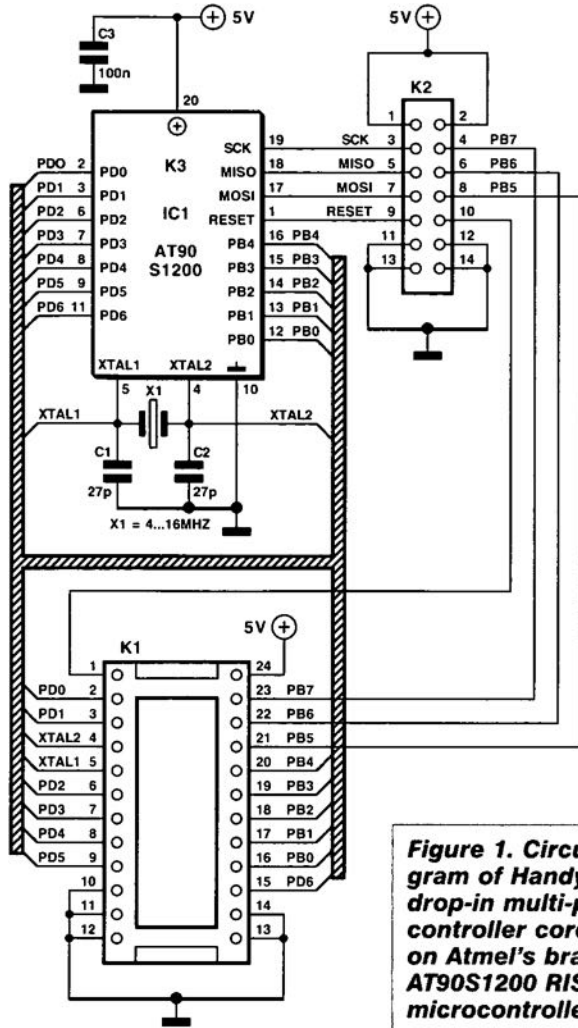 C3
100n
5V
20
K3
IC1
AT90
S1200
PDO 2 PD0
PD1 3 PD1
PD2 6 PD2
PD3 7 PD3
PD4 8 PD4
PD5 9 PD5
PD6 11 PD6
SCK 19 SCK
MISO 18 MISO
MOSI 17 MOSI
RESET 1 RESET
PB4 16 PB4
PB3 15 PB3
PB2 14 PB2
PB1 13 PB1
PB0 12 PB0
XTAL1 XTAL2
5 4 10
XTAL1 X1 XTAL2
C1 C2
27p 27p
X1 = 4...16MHZ
5V
K2
1 2
3 4 PB7
5 6 PB6
7 8 PB5
9 10
11 12
13 14
5V
K1
1 24
PD0 2 23 PB7
PD1 3 22 PB6
XTAL2 4 21 PB5
XTAL1 5 20 PB4
PD2 6 19 PB3
PD3 7 18 PB2
PD4 8 17 PB1
PD5 9 16 PB0
10 15 PD6
11 14
12 13
Figure 1. Circu
gram of Handy
drop-in multi-p
controller cor
on Atmel's bra
AT90S1200 RIS
microcontrolle